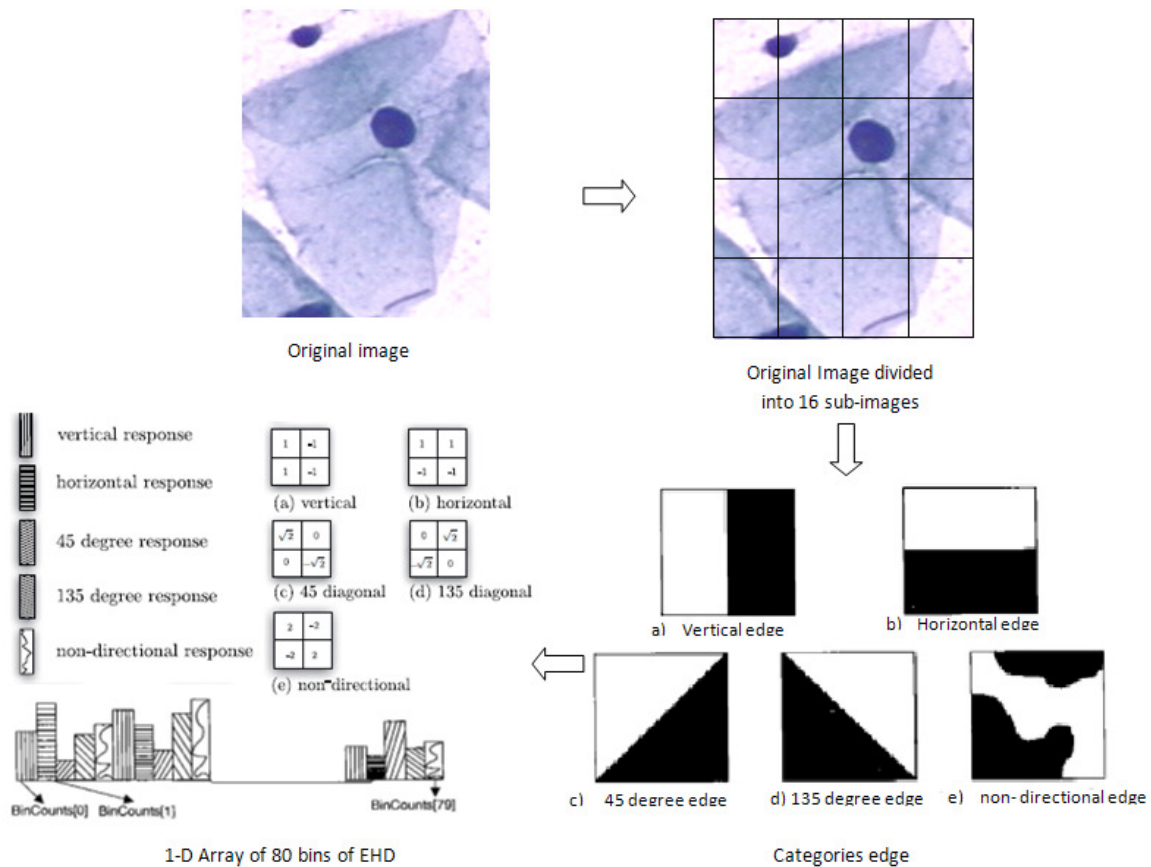 Original image
Original Image divided
into 16 sub-images
vertical response
horizontal response
45 degree response
135 degree response
non-directional response
1 -1
1 -1
(a) vertical
1 1
-1 -1
(b) horizontal
√2 0
0 -√2
(c) 45 diagonal
0 √2
-√2 0
(d) 135 diagonal
2 -2
-2 2
(e) non-directional
a) Vertical edge
b) Horizontal edge
c) 45 degree edge
d) 135 degree edge
e) non- directional edge
BinCounts[0] BinCounts[1]
BinCounts[79]
1-D Array of 80 bins of EHD
Categories edge